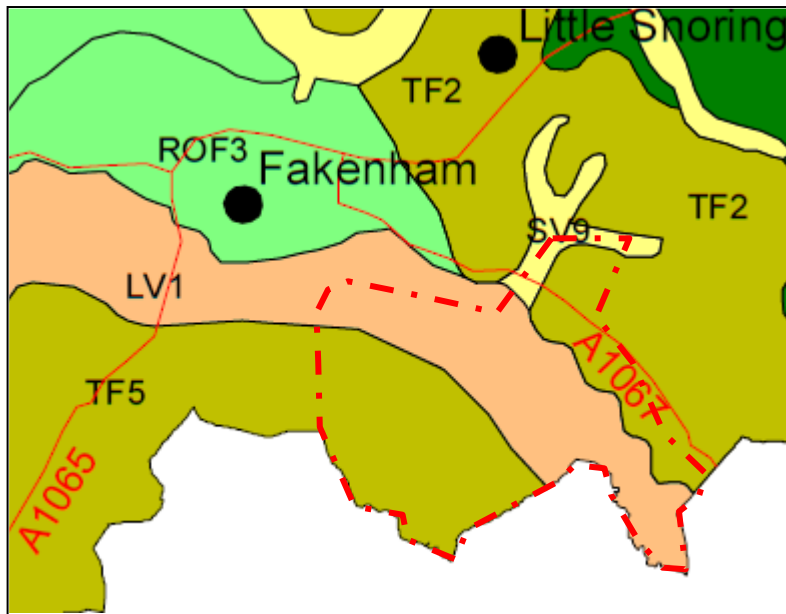 Little Snoring
TF2
ROF3
Fakenham
TF2
SV9
LV1
A1067
TF5
A1065